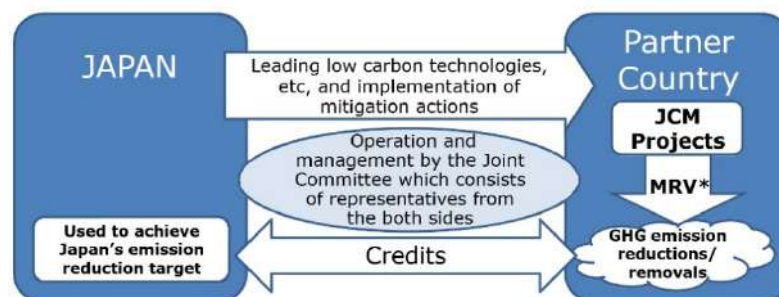 JAPAN
Leading low carbon technologies,
etc, and implementation of
mitigation actions
Partner
Country
JCM
Projects
Operation and
management by the Joint
Committee which consists
of representatives from
the both sides
MRV*
Used to achieve
Japan's emission
reduction target
Credits
GHG emission
reductions/
removals